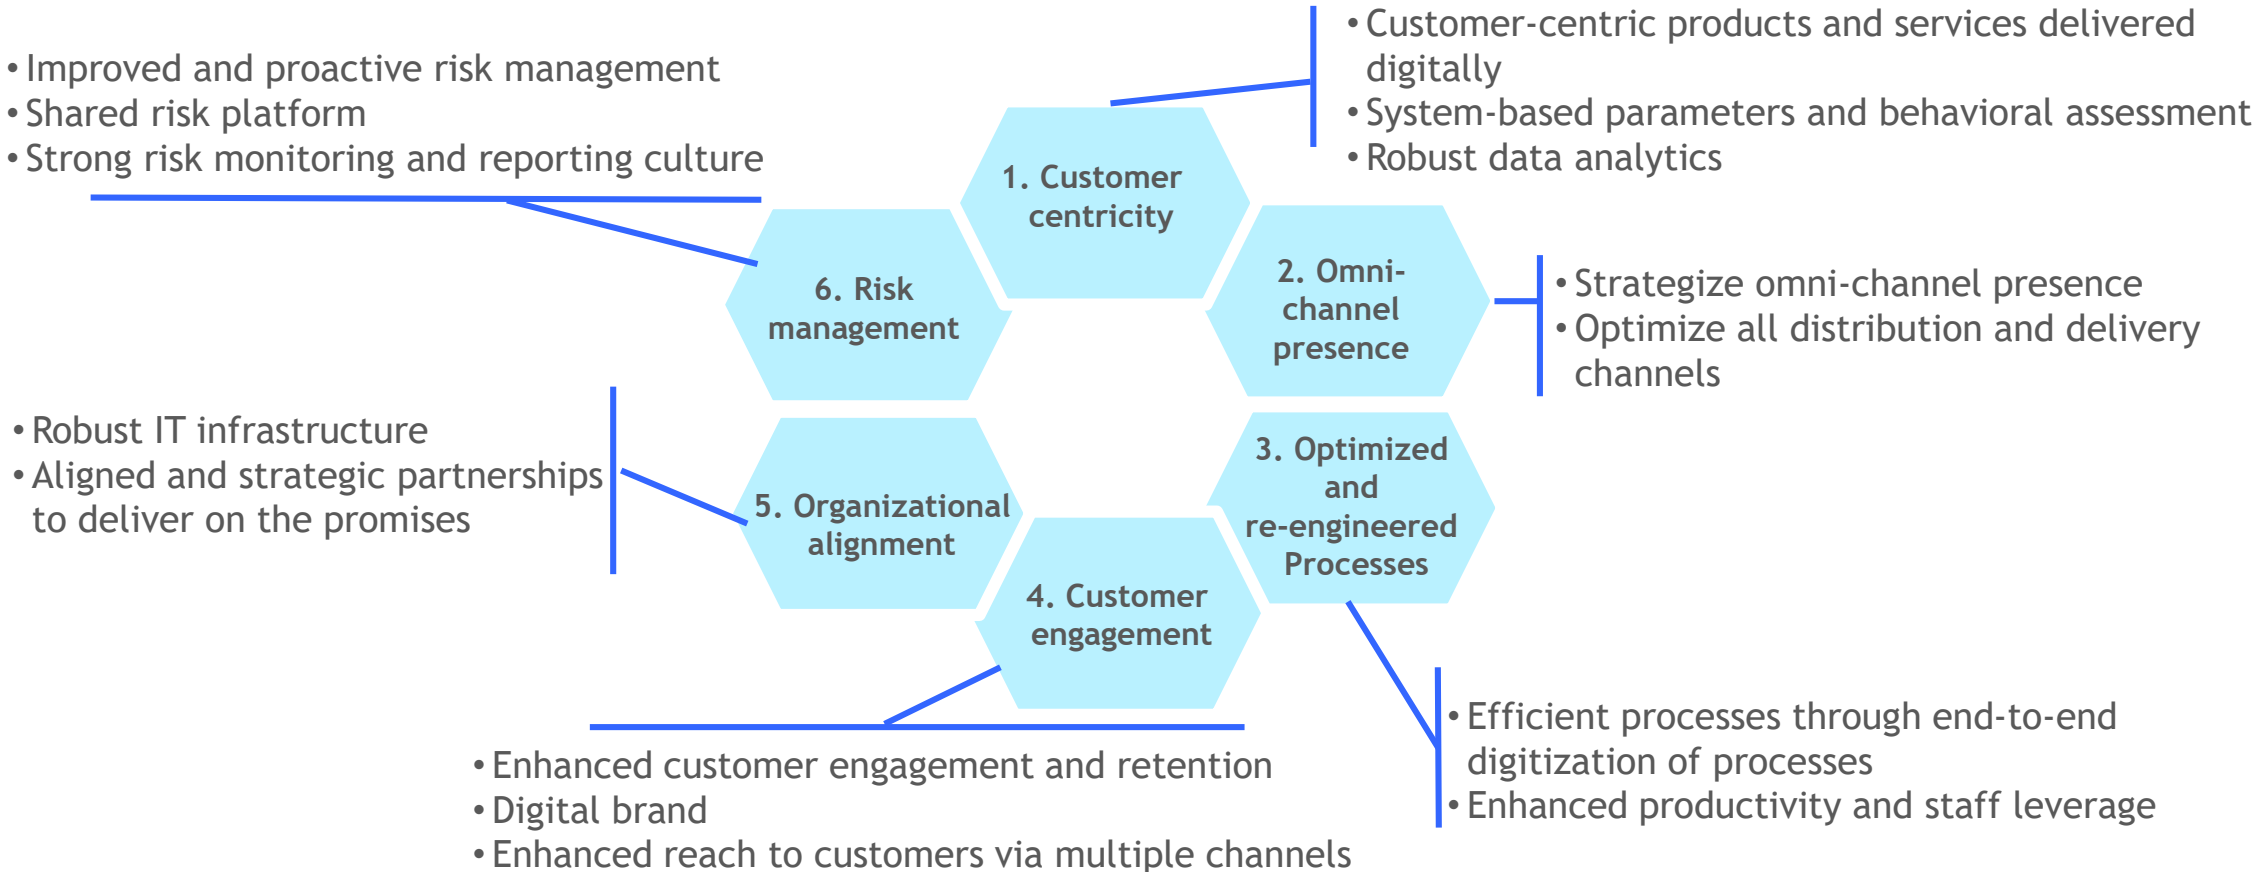 • Customer-centric products and services delivered
digitally
• System-based parameters and behavioral assessment
• Robust data analytics
• Improved and proactive risk management
• Shared risk platform
• Strong risk monitoring and reporting culture
1. Customer
centricity
2. Omni-
channel
presence
• Strategize omni-channel presence
• Optimize all distribution and delivery
channels
6. Risk
management
• Robust IT infrastructure
• Aligned and strategic partnerships
to deliver on the promises
5. Organizational
alignment
3. Optimized
and
re-engineered
Processes
4. Customer
engagement
• Efficient processes through end-to-end
digitization of processes
• Enhanced productivity and staff leverage
• Enhanced customer engagement and retention
• Digital brand
• Enhanced reach to customers via multiple channels